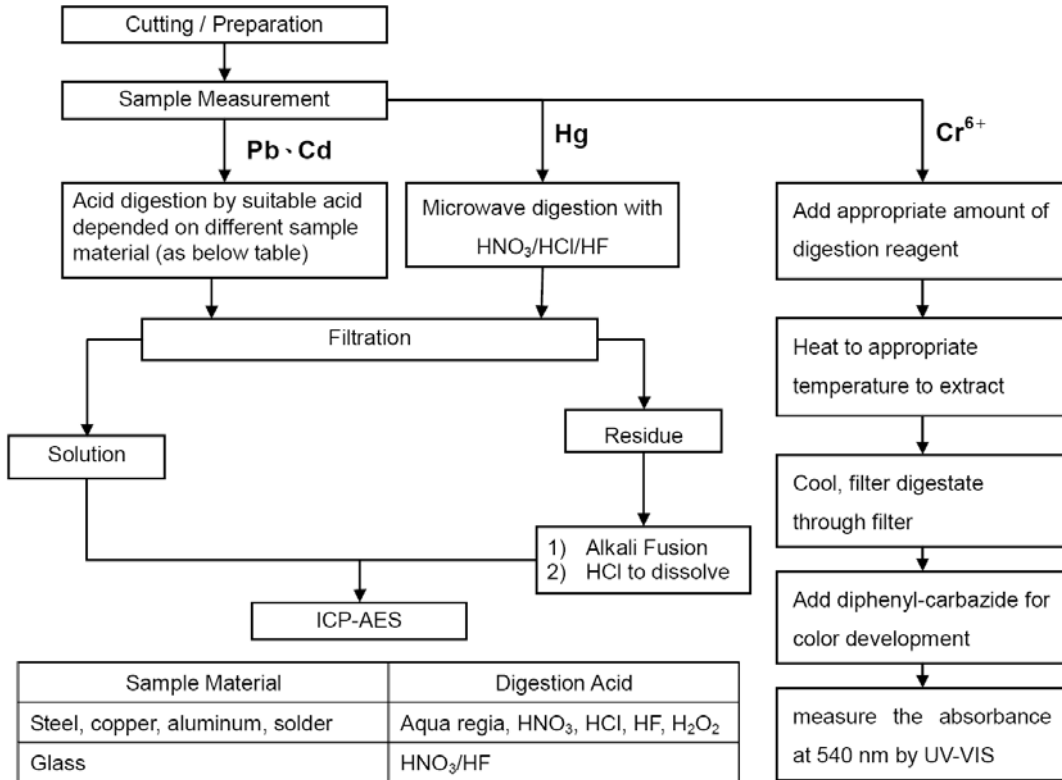 Cutting / Preparation
Sample Measurement
Pb、Cd
Hg
Cr⁶⁺
Acid digestion by suitable acid
depended on different sample
material (as below table)
Microwave digestion with
HNO₃/HCl/HF
Add appropriate amount of
digestion reagent
Filtration
Heat to appropriate
temperature to extract
Solution
Residue
Cool, filter digestate
through filter
1) Alkali Fusion
2) HCl to dissolve
ICP-AES
Add diphenyl-carbazide for
color development
measure the absorbance
at 540 nm by UV-VIS
Sample Material Digestion Acid
Steel, copper, aluminum, solder Aqua regia, HNO₃, HCl, HF, H₂O₂
Glass HNO₃/HF